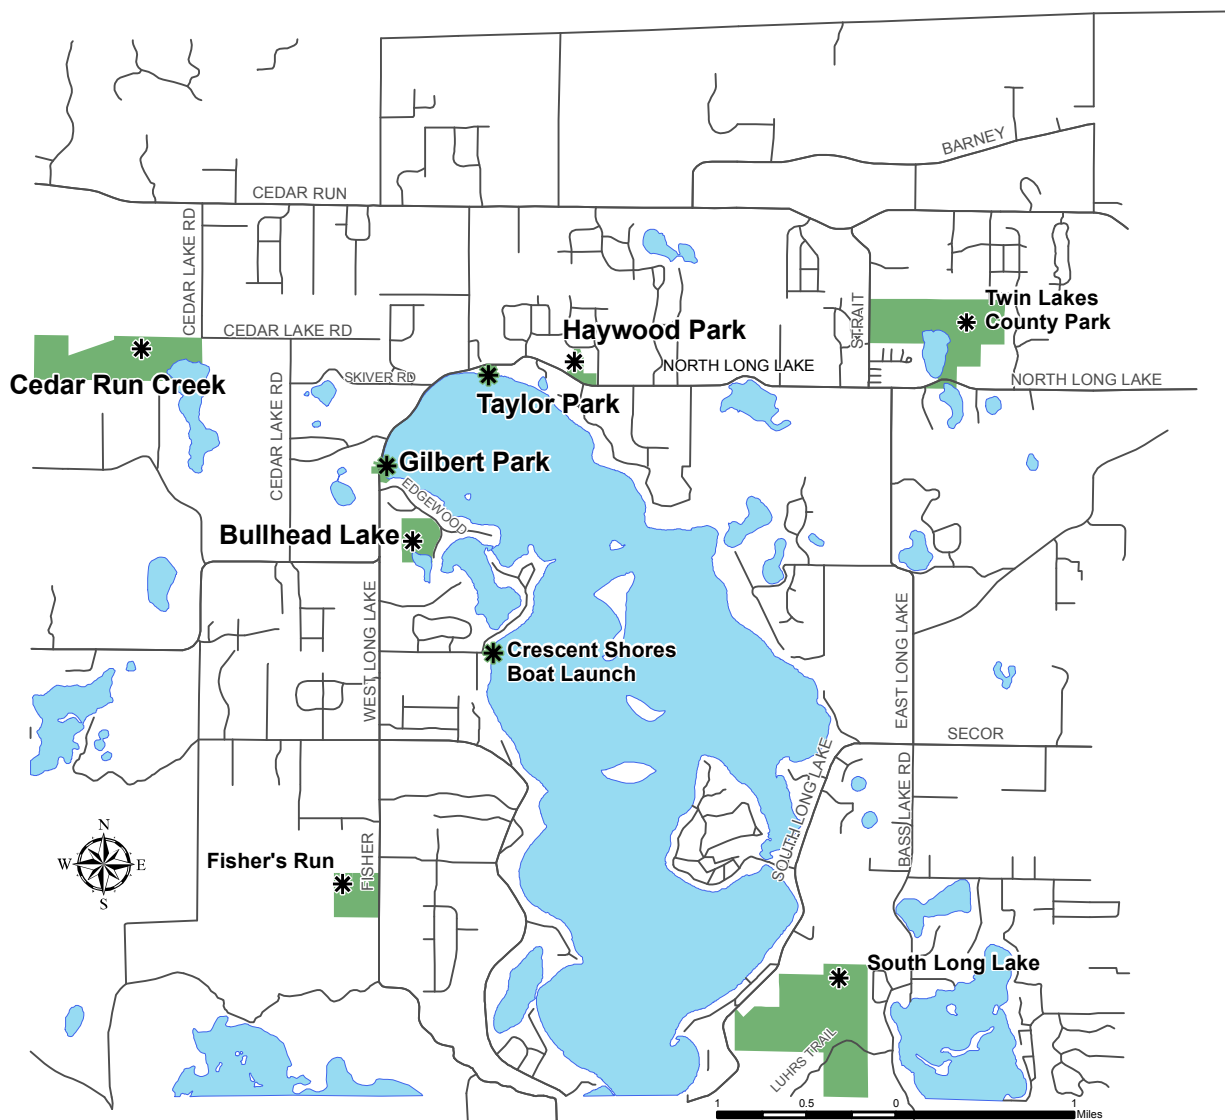 BARNEY
CEDAR RUN
CEDAR LAKE RD
CEDAR LAKE RD
STRAIT
Twin Lakes
County Park
Haywood Park
NORTH LONG LAKE
NORTH LONG LAKE
SKIVER RD
Cedar Run Creek
Taylor Park
CEDAR LAKE RD
Gilbert Park
EDGEWOOD
Bullhead Lake
WEST LONG LAKE
EAST LONG LAKE
Crescent Shores
Boat Launch
SECOR
SOUTH LONG LAKE
BASS LAKE RD
N
W
E
S
Fisher's Run
FISHER
South Long Lake
LUHRS TRAIL
1 0.5 0 1
Miles